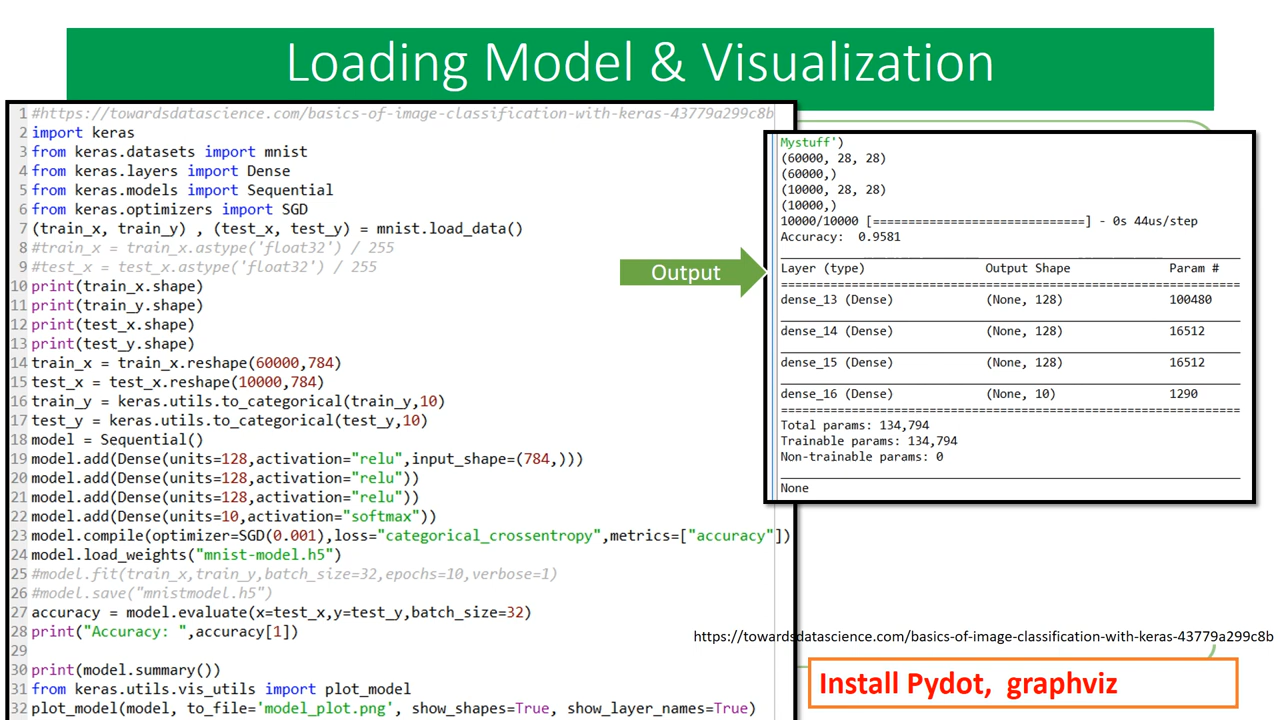 Loading Model & Visualization
1 #https://towardsdatascience.com/basics-of-image-classification-with-keras-43779a299c8b
2 import keras
3 from keras.datasets import mnist
4 from keras.layers import Dense
5 from keras.models import Sequential
6 from keras.optimizers import SGD
7 (train_x, train_y) , (test_x, test_y) = mnist.load_data()
8 #train_x = train_x.astype('float32') / 255
9 #test_x = test_x.astype('float32') / 255
10 print(train_x.shape)
11 print(train_y.shape)
12 print(test_x.shape)
13 print(test_y.shape)
14 train_x = train_x.reshape(60000,784)
15 test_x = test_x.reshape(10000,784)
16 train_y = keras.utils.to_categorical(train_y,10)
17 test_y = keras.utils.to_categorical(test_y,10)
18 model = Sequential()
19 model.add(Dense(units=128,activation="relu",input_shape=(784,)))
20 model.add(Dense(units=128,activation="relu"))
21 model.add(Dense(units=128,activation="relu"))
22 model.add(Dense(units=10,activation="softmax"))
23 model.compile(optimizer=SGD(0.001),loss="categorical_crossentropy",metrics=["accuracy"])
24 model.load_weights("mnist-model.h5")
25 #model.fit(train_x,train_y,batch_size=32,epochs=10,verbose=1)
26 #model.save("mnistmodel.h5")
27 accuracy = model.evaluate(x=test_x,y=test_y,batch_size=32)
28 print("Accuracy: ",accuracy[1])
29
30 print(model.summary())
31 from keras.utils.vis_utils import plot_model
32 plot_model(model, to_file='model_plot.png', show_shapes=True, show_layer_names=True)
Output
Mystuff')
(60000, 28, 28)
(60000,)
(10000, 28, 28)
(10000,)
10000/10000 [==============================] - 0s 44us/step
Accuracy:  0.9581
Layer (type) Output Shape Param #
=================================================================
dense_13 (Dense) (None, 128) 100480
dense_14 (Dense) (None, 128) 16512
dense_15 (Dense) (None, 128) 16512
dense_16 (Dense) (None, 10) 1290
=================================================================
Total params: 134,794
Trainable params: 134,794
Non-trainable params: 0
None
https://towardsdatascience.com/basics-of-image-classification-with-keras-43779a299c8b
Install Pydot, graphviz